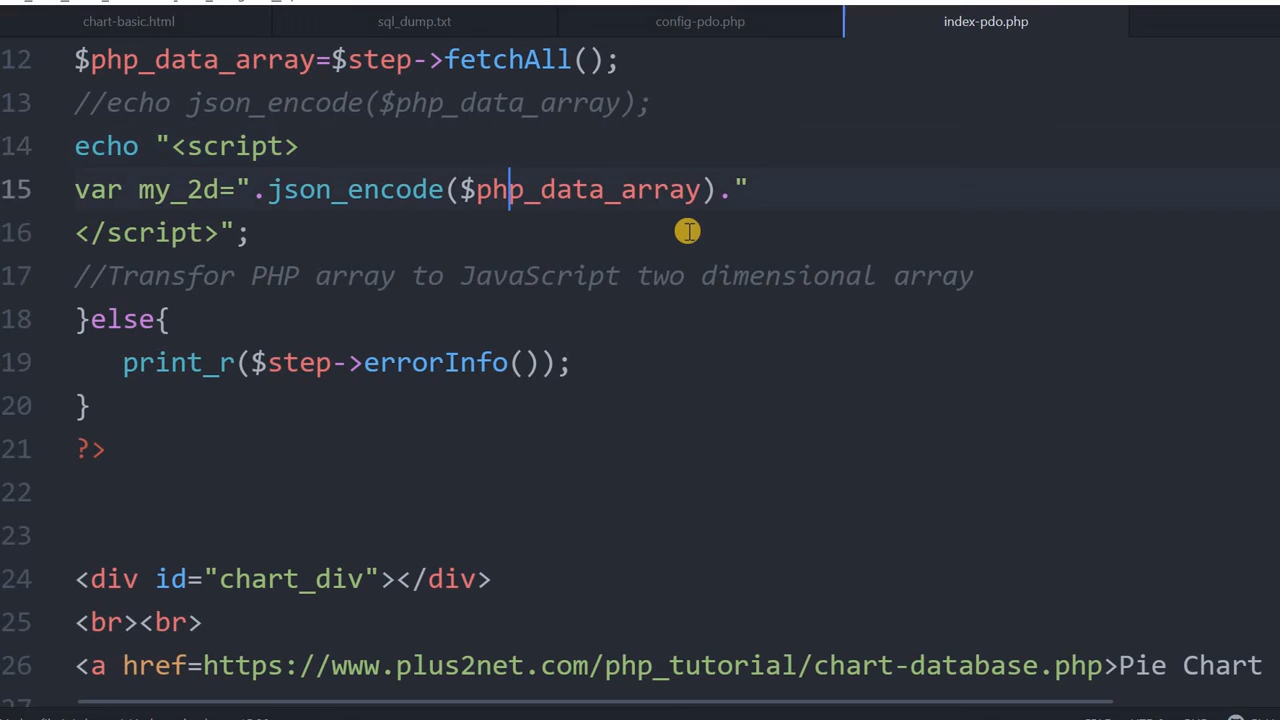 chart-basic.html sql_dump.txt config-pdo.php index-pdo.php
12 $php_data_array=$step->fetchAll();
13 //echo json_encode($php_data_array);
14 echo "<script>
15 var my_2d=".json_encode($php_data_array)."
16 </script>";
17 //Transfor PHP array to JavaScript two dimensional array
18 }else{
19 print_r($step->errorInfo());
20 }
21 ?>
22
23
24 <div id="chart_div"></div>
25 <br><br>
26 <a href=https://www.plus2net.com/php_tutorial/chart-database.php>Pie Chart